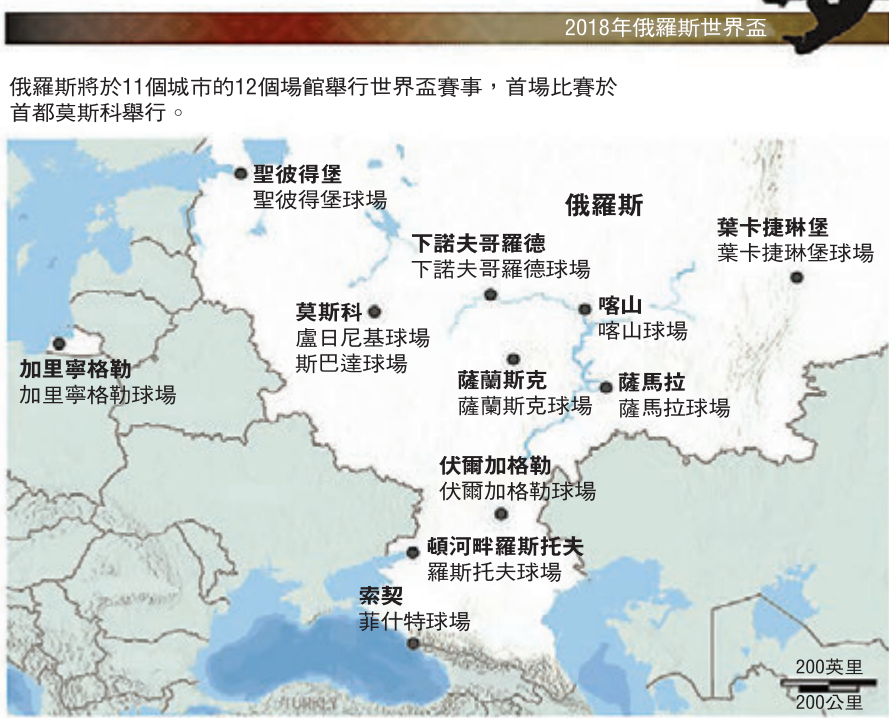 2018年俄羅斯世界盃
俄羅斯將於11個城市的12個場館舉行世界盃賽事，首場比賽於
首都莫斯科舉行。
聖彼得堡
聖彼得堡球場
俄羅斯
葉卡捷琳堡
葉卡捷琳堡球場
下諾夫哥羅德
下諾夫哥羅德球場
莫斯科
盧日尼基球場
斯巴達球場
喀山
喀山球場
加里寧格勒
加里寧格勒球場
薩蘭斯克
薩蘭斯克球場
薩馬拉
薩馬拉球場
伏爾加格勒
伏爾加格勒球場
頓河畔羅斯托夫
羅斯托夫球場
索契
菲什特球場
200英里
200公里
TURKEY